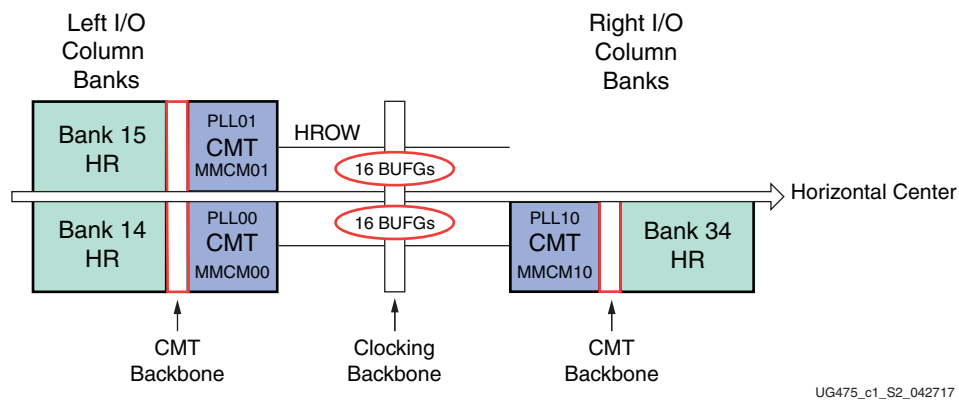 Left I/O
Column
Banks
Right I/O
Column
Banks
Bank 15
HR
PLL01
CMT
MMCM01
HROW
16 BUFGs
Horizontal Center
Bank 14
HR
PLL00
CMT
MMCM00
16 BUFGs
PLL10
CMT
MMCM10
Bank 34
HR
CMT
Backbone
Clocking
Backbone
CMT
Backbone
UG475_c1_S2_042717